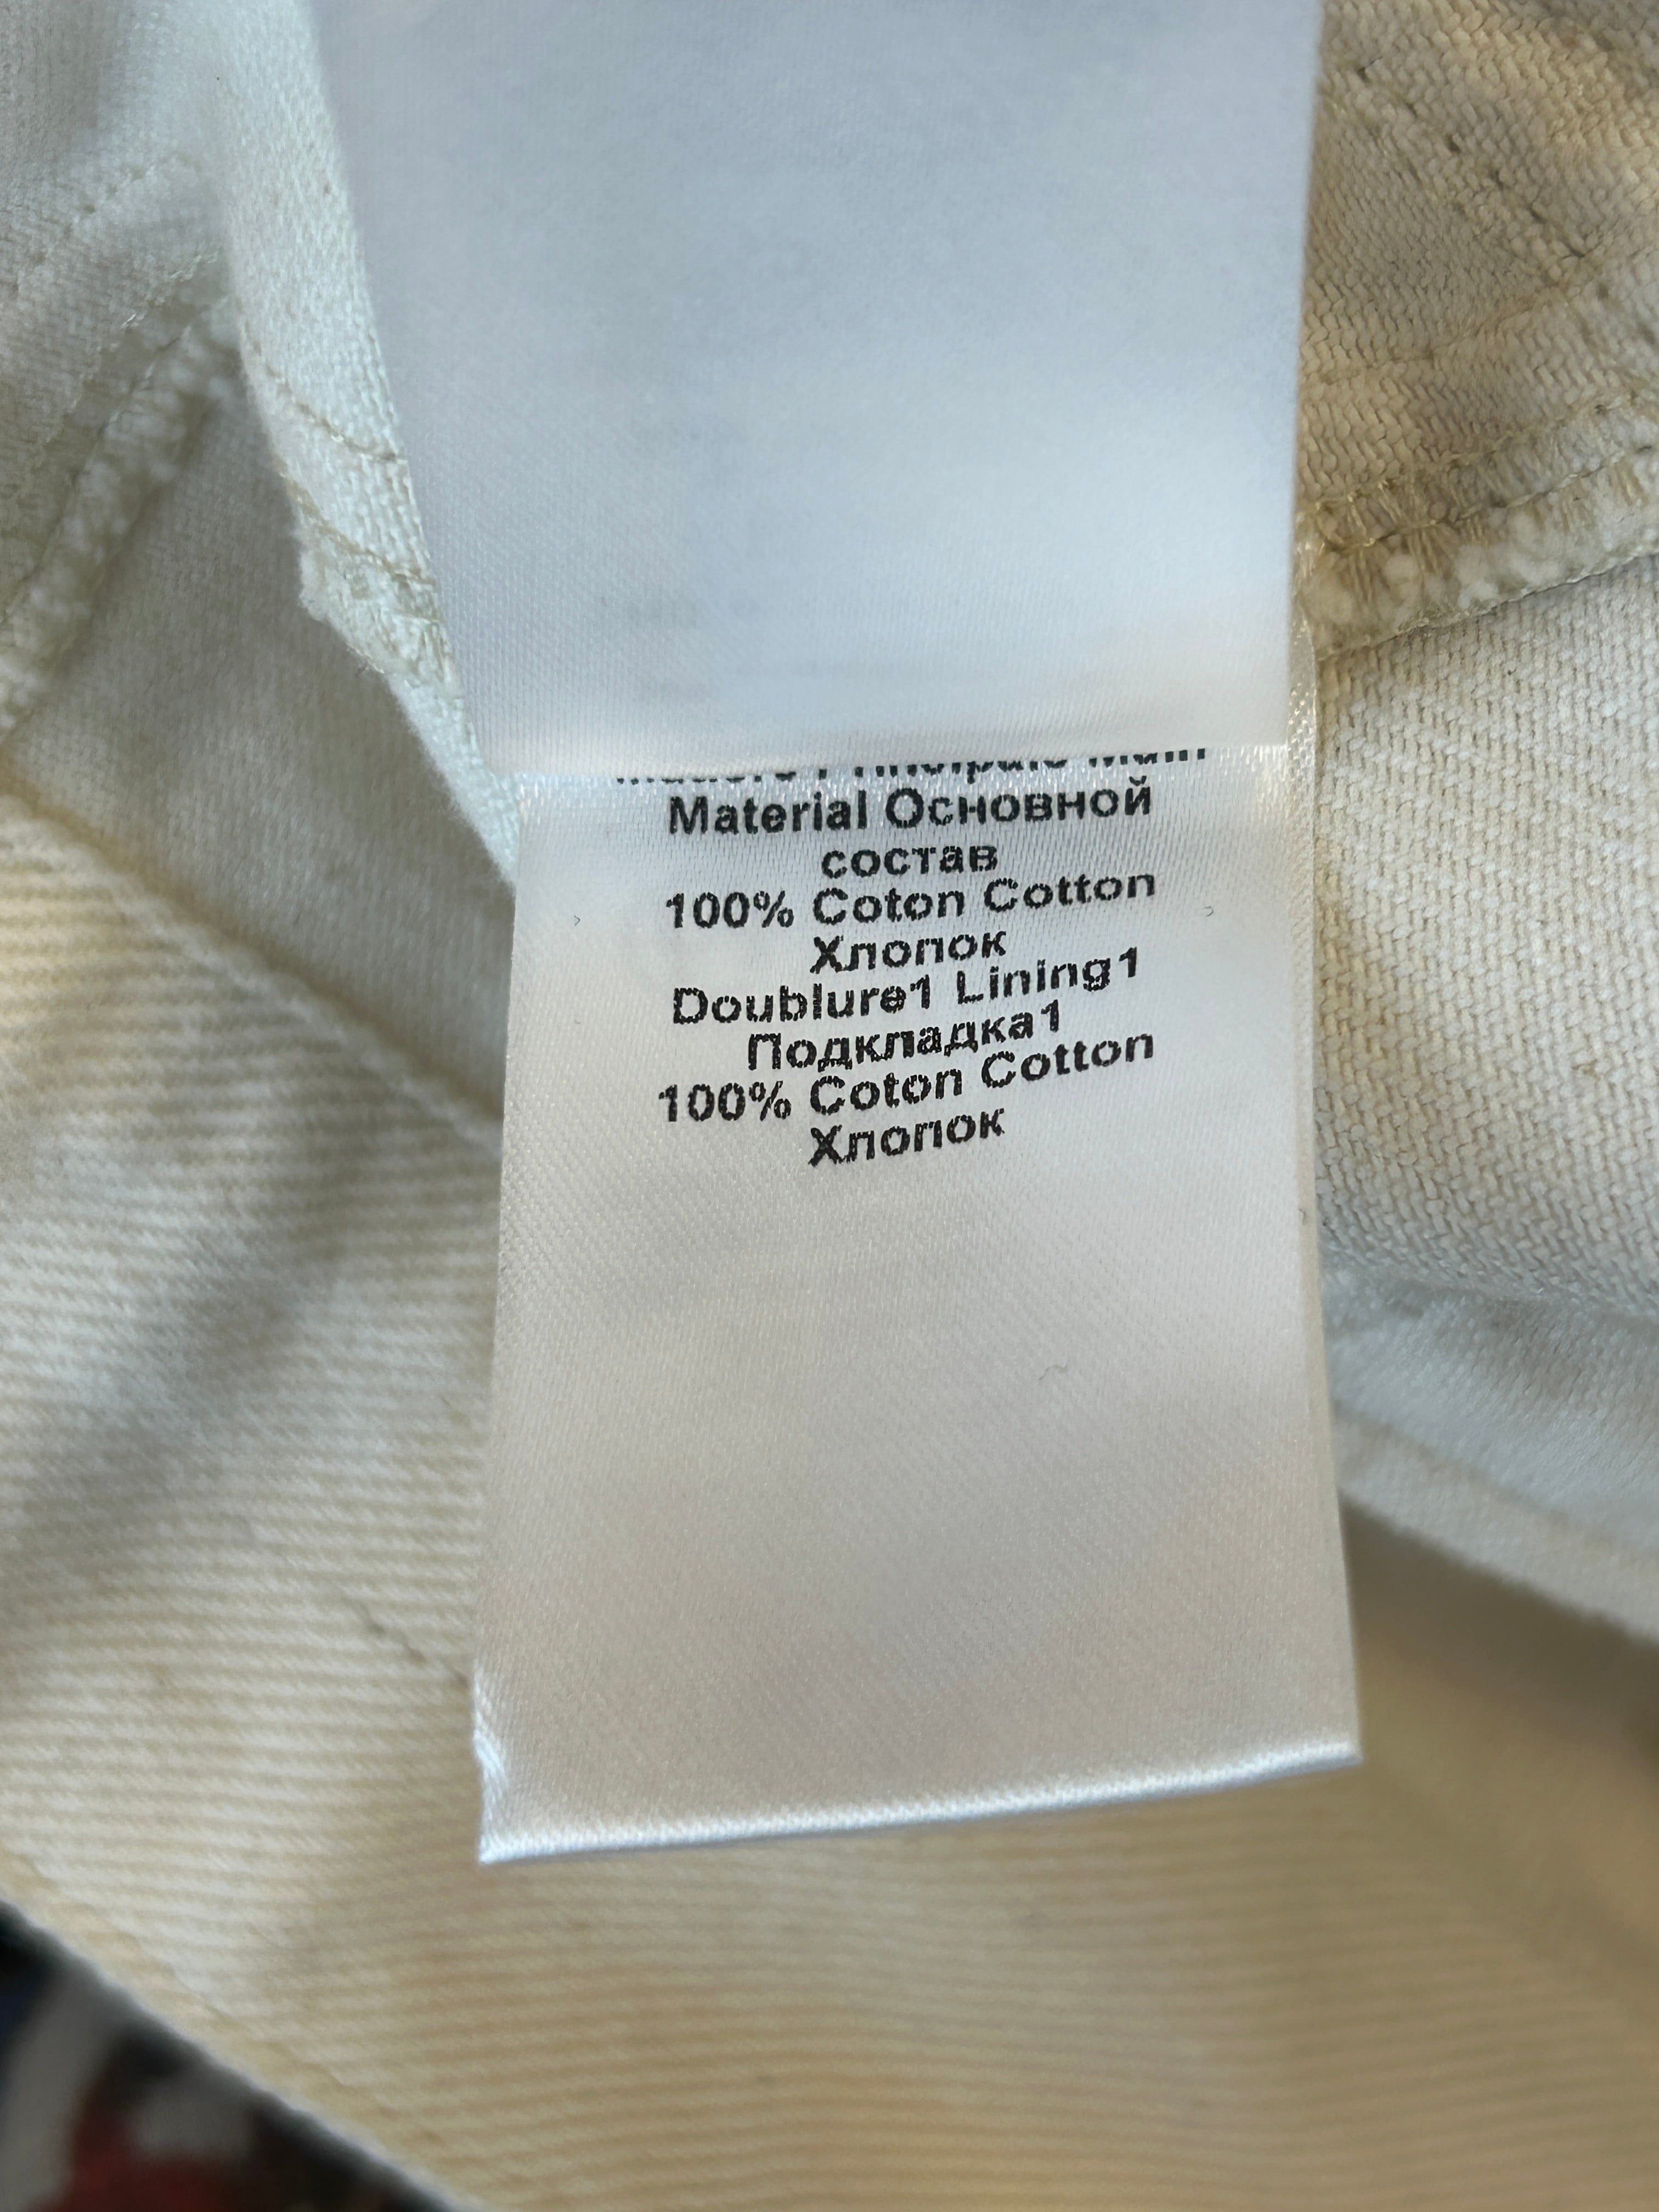 Material Основной
состав
100% Coton Cotton
Хлопок
Doublure1 Lining1
Подкладка1
100% Coton Cotton
Хлопок